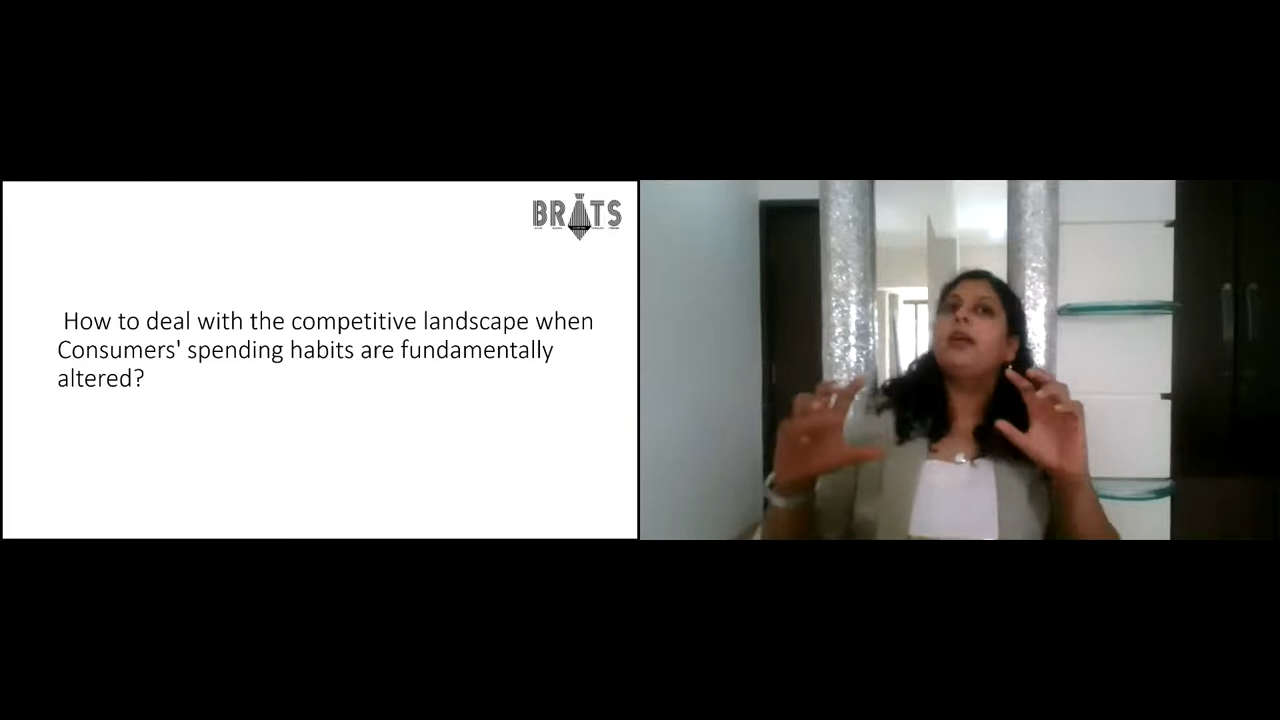 BRATS
How to deal with the competitive landscape when
Consumers' spending habits are fundamentally
altered?